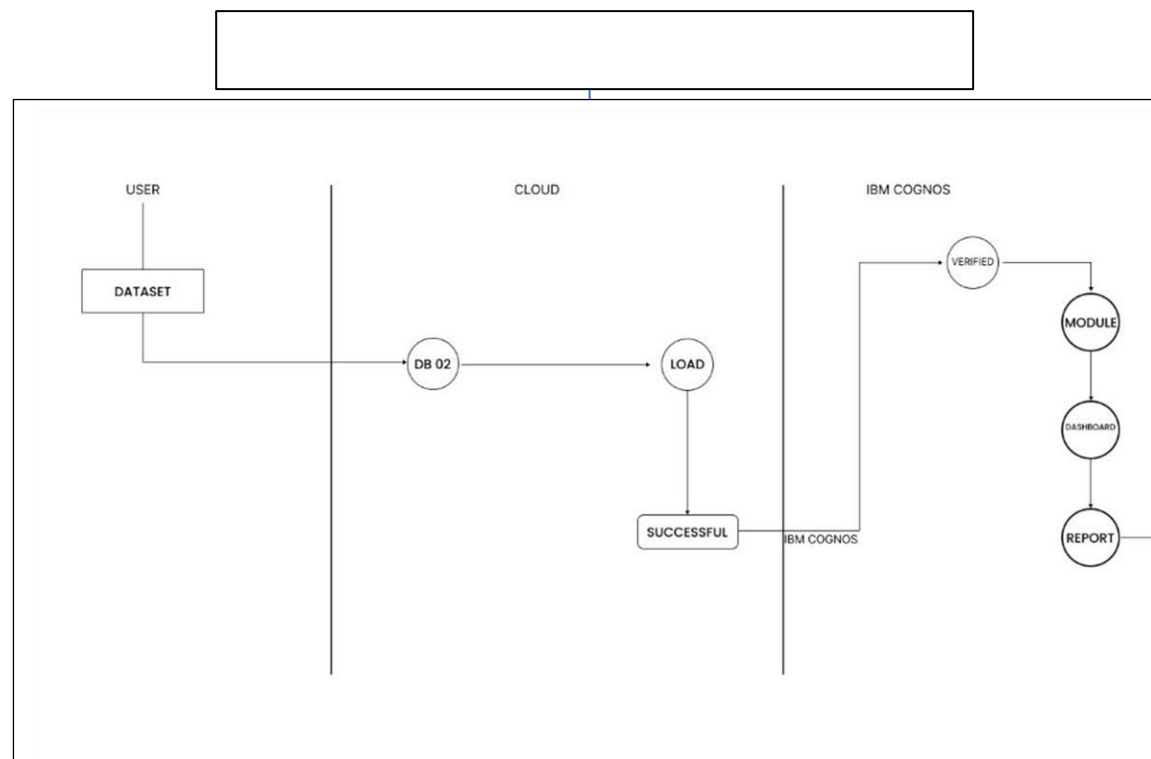 USER
CLOUD
IBM COGNOS
VERIFIED
DATASET
MODULE
DB 02
LOAD
DASHBOARD
SUCCESSFUL
IBM COGNOS
REPORT